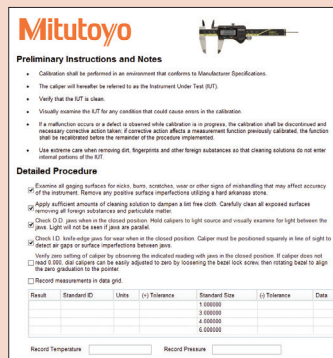 Mitutoyo
Preliminary Instructions and Notes
• Calibration shall be performed in an environment that conforms to Manufacturer Specifications.
• The caliper will hereafter be referred to as the Instrument Under Test (IUT).
• Verify that the IUT is clean.
• Visually examine the IUT for any condition that could cause errors in the calibration.
• If a malfunction occurs or a defect is observed while calibration is in progress, the calibration shall be discontinued and
necessary corrective action taken; if corrective action affects a measurement function previously calibrated, the function
shall be recalibrated before the remainder of the procedure implemented.
• Use extreme care when removing dirt, fingerprints and other foreign substances so that cleaning solutions do not enter
internal portions of the IUT.
Detailed Procedure
Examine all gaging surfaces for nicks, burrs, scratches, wear or other signs of mishandling that may affect accuracy
of the instrument. Remove any positive surface imperfections utilizing a hard arkansas stone.
Apply sufficient amounts of cleaning solution to dampen a lint free cloth. Carefully clean all exposed surfaces
removing all foreign substances and particulate matter.
Check O.D. jaws in the closed position. Hold calipers to light source and visually examine for light between the
jaws. Light will not be seen if jaws are parallel.
Check I.D. knife-edge jaws for wear when in the closed position. Caliper must be positioned squarely in line of sight to
detect air gaps or surface imperfections between jaws.
Verify zero setting of caliper by observing the indicated reading with jaws in the closed position. If caliper does not
read 0.000, dial calipers can be easily adjusted to zero by loosening the bezel lock screw, then rotating bezel to align
the zero graduation to the pointer.
Record measurements in data grid.
Result Standard ID Units (+) Tolerance Standard Size (-) Tolerance Data
1.000000
3.000000
4.000000
6.000000
Record Temperature Record Pressure